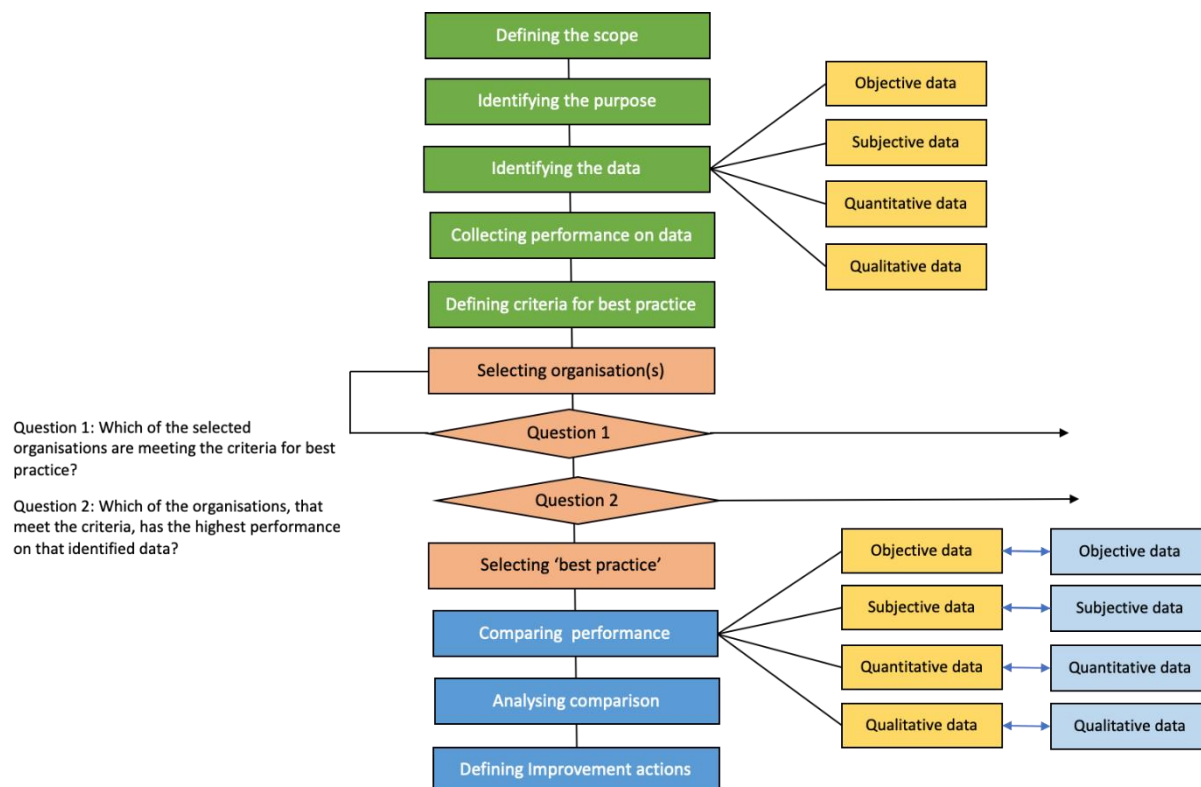 Defining the scope
Identifying the purpose
Objective data
Subjective data
Identifying the data
Quantitative data
Collecting performance on data
Qualitative data
Defining criteria for best practice
Selecting organisation(s)
Question 1: Which of the selected
organisations are meeting the criteria for best
practice?
Question 1
Question 2: Which of the organisations, that
meet the criteria, has the highest performance
on that identified data?
Question 2
Selecting ‘best practice’
Objective data
Objective data
Subjective data
Subjective data
Comparing  performance
Quantitative data
Quantitative data
Analysing comparison
Qualitative data
Qualitative data
Defining Improvement actions